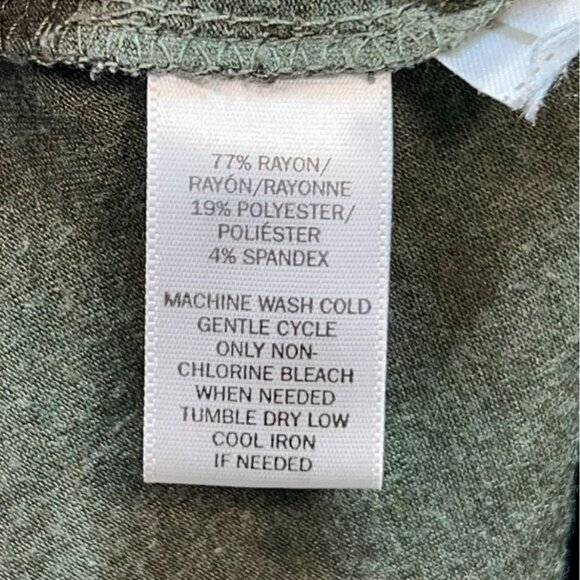 77% RAYON/
RAYÓN/RAYONNE
19% POLYESTER/
POLIÉSTER
4% SPANDEX
MACHINE WASH COLD
GENTLE CYCLE
ONLY NON-
CHLORINE BLEACH
WHEN NEEDED
TUMBLE DRY LOW
COOL IRON
IF NEEDED